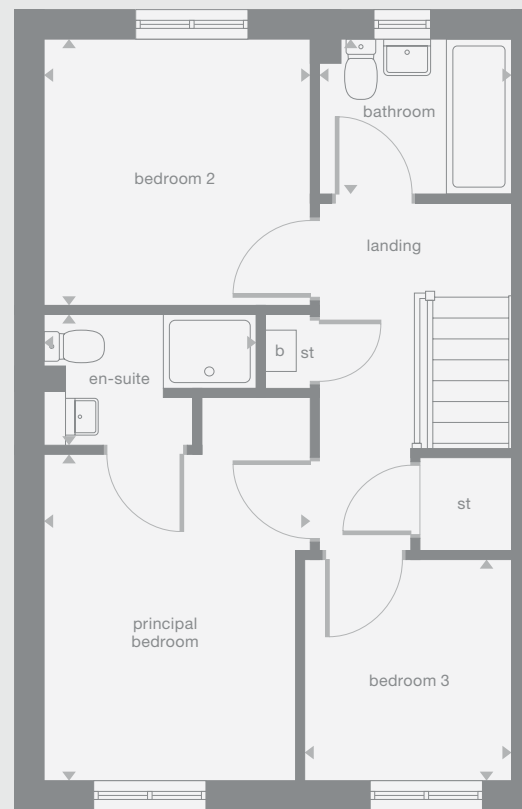 bathroom
bedroom 2
landing
b
st
en-suite
st
principal
bedroom
bedroom 3